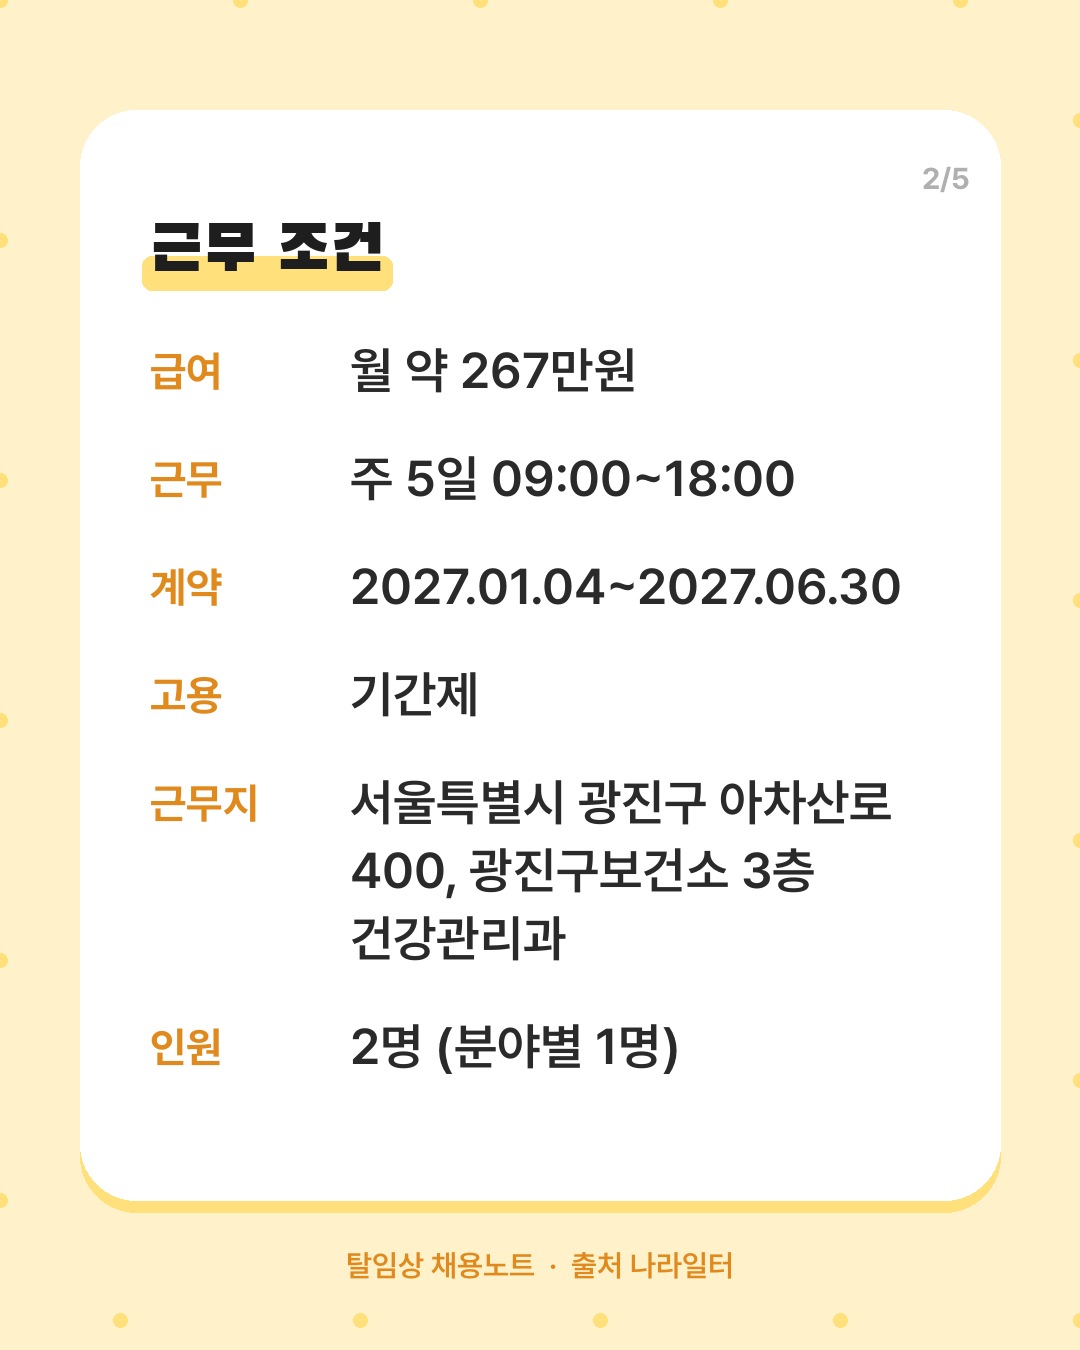 2/5
근무 조건
급여 월 약 267만원
근무 주 5일 09:00~18:00
계약 2027.01.04~2027.06.30
고용 기간제
근무지 서울특별시 광진구 아차산로
400, 광진구보건소 3층
건강관리과
인원 2명 (분야별 1명)
탈임상 채용노트 · 출처 나라일터